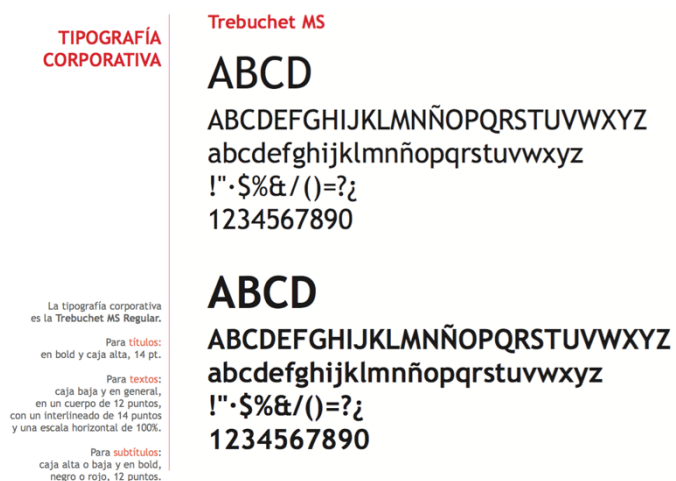 TIPOGRAFÍA
CORPORATIVA
La tipografía corporativa
es la Trebuchet MS Regular.
Para títulos:
en bold y caja alta, 14 pt.
Para textos:
caja baja y en general,
en un cuerpo de 12 puntos,
con un interlineado de 14 puntos
y una escala horizontal de 100%.
Para subtítulos:
caja alta o baja y en bold,
negro o rojo, 12 puntos.
Trebuchet MS
ABCD
ABCDEFGHIJKLMNÑOPQRSTUVWXYZ
abcdefghijklmnñopqrstuvwxyz
!"·$%&/()=?¿
1234567890
ABCD
ABCDEFGHIJKLMNÑOPQRSTUVWXYZ
abcdefghijklmnñopqrstuvwxyz
!"·$%&/()=?¿
1234567890